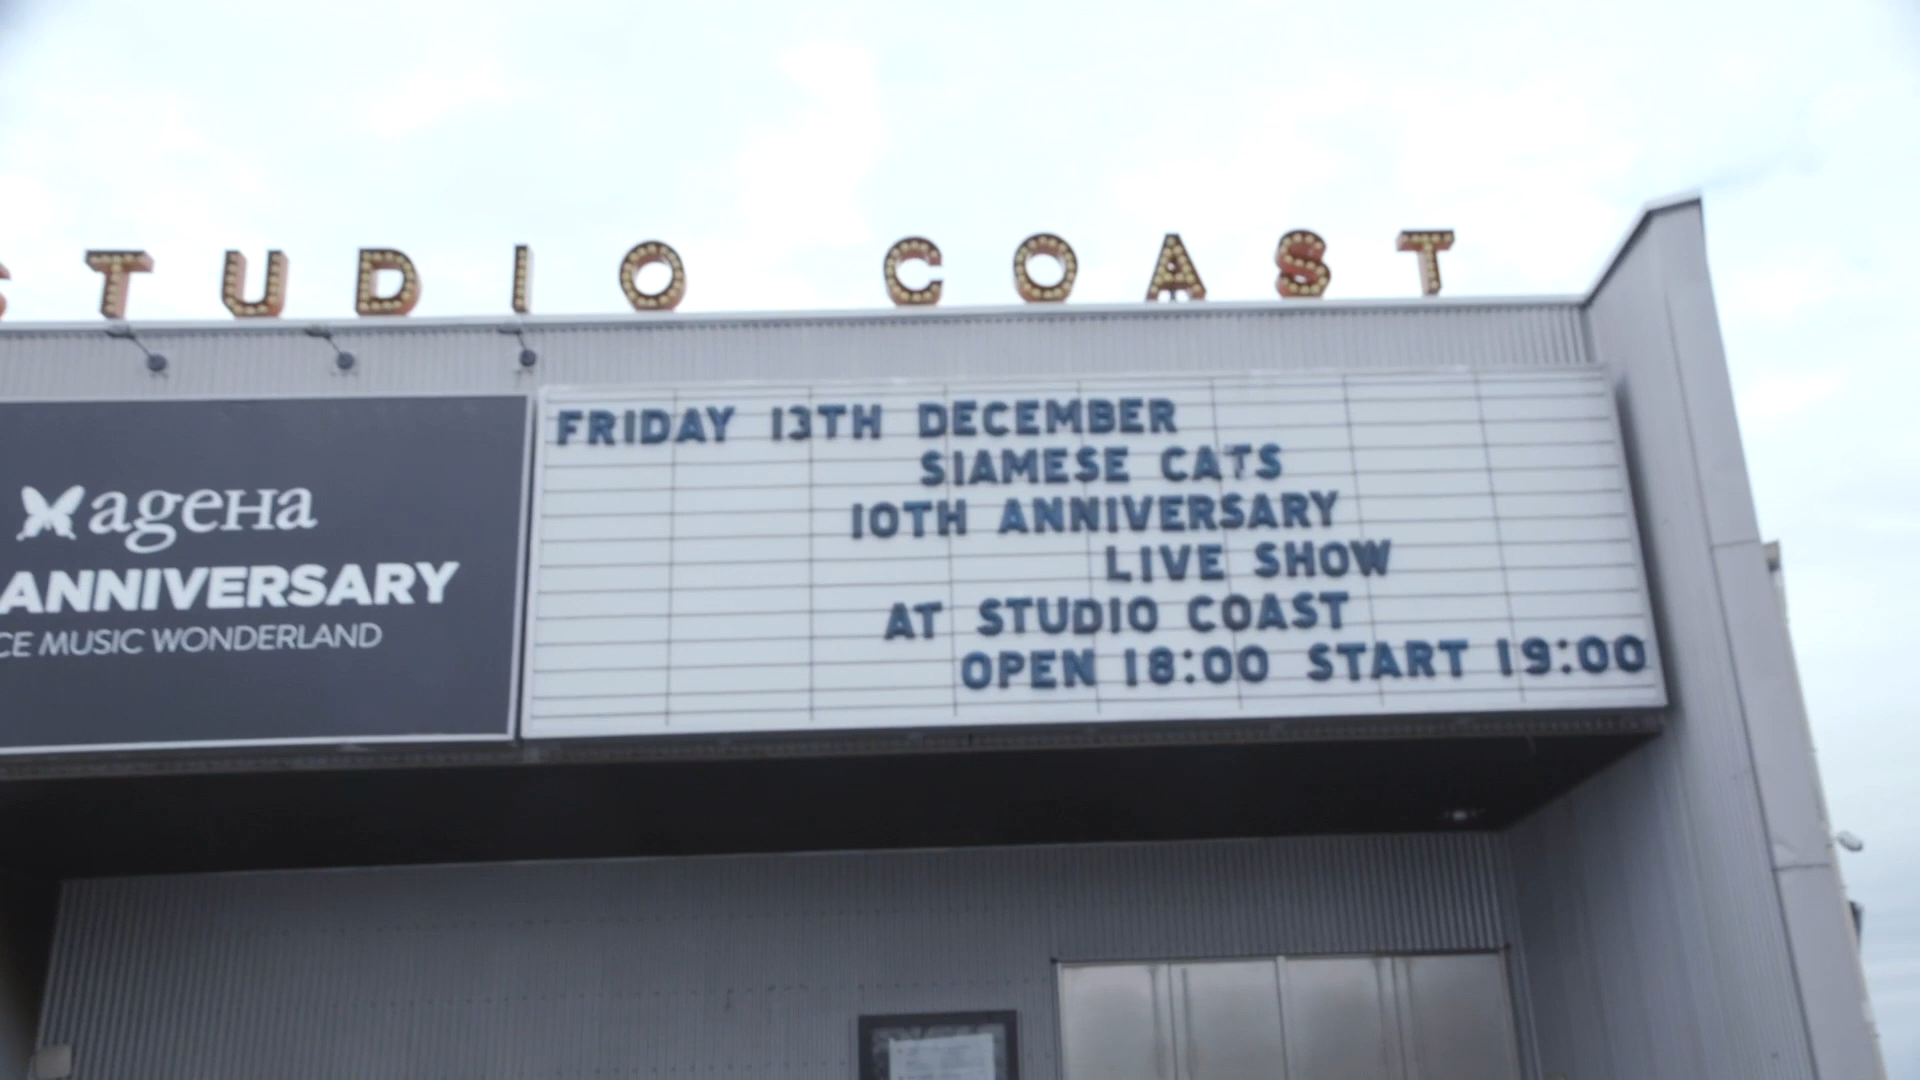 STUDIO COAST
ageHa
ANNIVERSARY
MUSIC WONDERLAND
FRIDAY 13TH DECEMBER
SIAMESE CATS
10TH ANNIVERSARY
LIVE SHOW
AT STUDIO COAST
OPEN 18:00 START 19:00